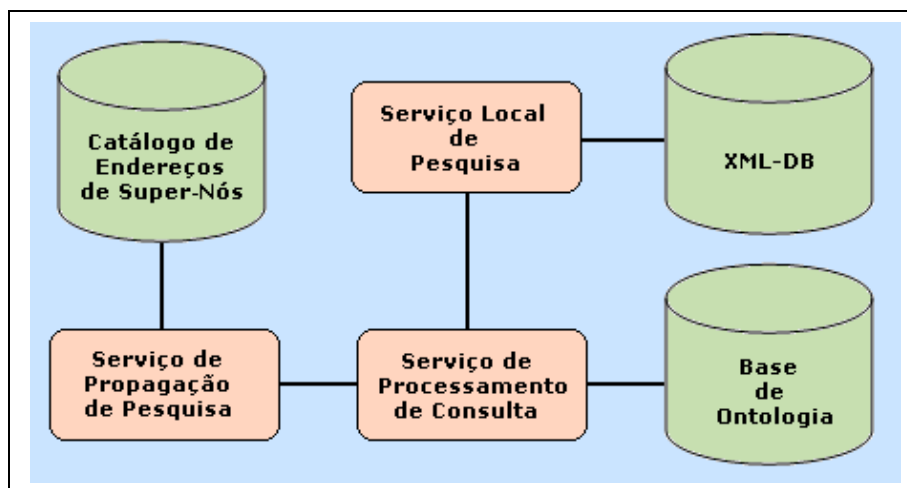 Catálogo de
Endereços
de Super-Nós
Serviço Local
de
Pesquisa
XML-DB
Serviço de
Propagação
de Pesquisa
Serviço de
Processamento
de Consulta
Base
de
Ontologia